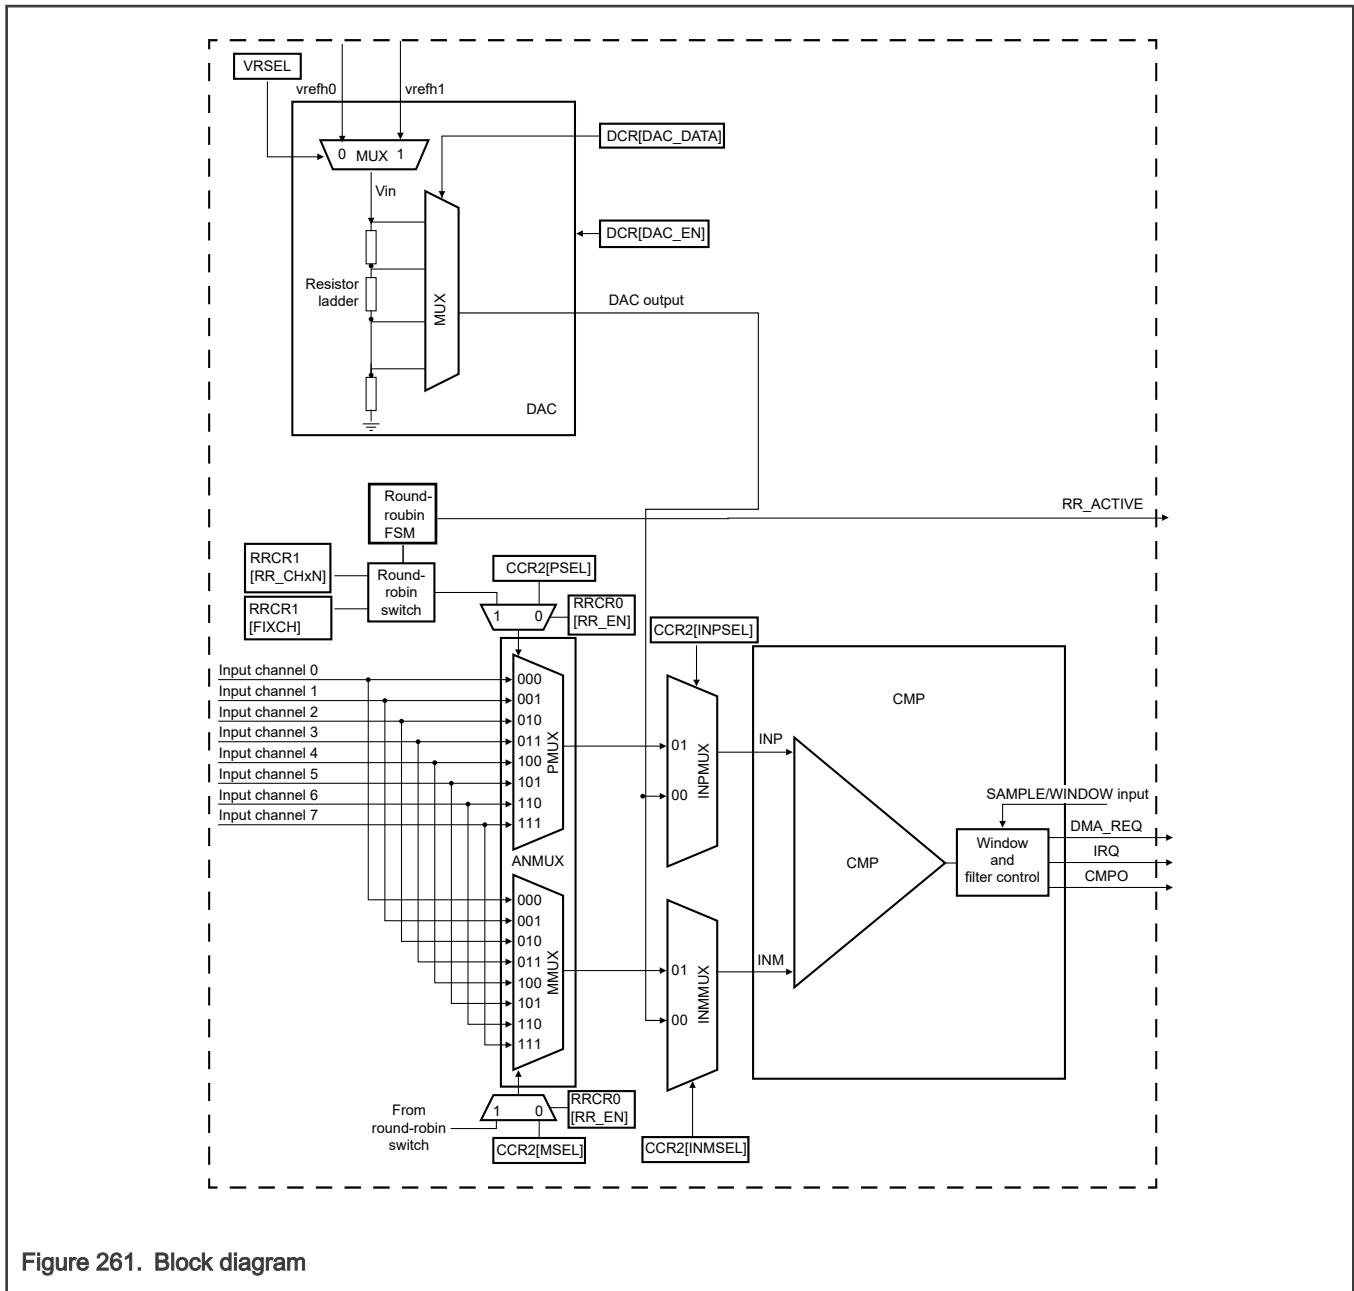 VRSEL
vrefh0
vrefh1
DCR[DAC_DATA]
0 MUX 1
Vin
DCR[DAC_EN]
Resistor
ladder
MUX
DAC output
DAC
Round-
roubin
FSM
RR_ACTIVE
RRCR1
[RR_CHxN]
Round-
robin
switch
CCR2[PSEL]
RRCR1
[FIXCH]
1 0
RRCR0
[RR_EN]
CCR2[INPSEL]
Input channel 0
Input channel 1
Input channel 2
Input channel 3
Input channel 4
Input channel 5
Input channel 6
Input channel 7
000
001
010
011
100
101
110
111
PMUX
ANMUX
01
00
INPMUX
INP
CMP
CMP
SAMPLE/WINDOW input
Window
and
filter control
DMA_REQ
IRQ
CMPO
000
001
010
011
100
101
110
111
MMUX
01
00
INMMUX
INM
From
round-robin
switch
1 0
RRCR0
[RR_EN]
CCR2[MSEL]
CCR2[INMSEL]
Figure 261. Block diagram